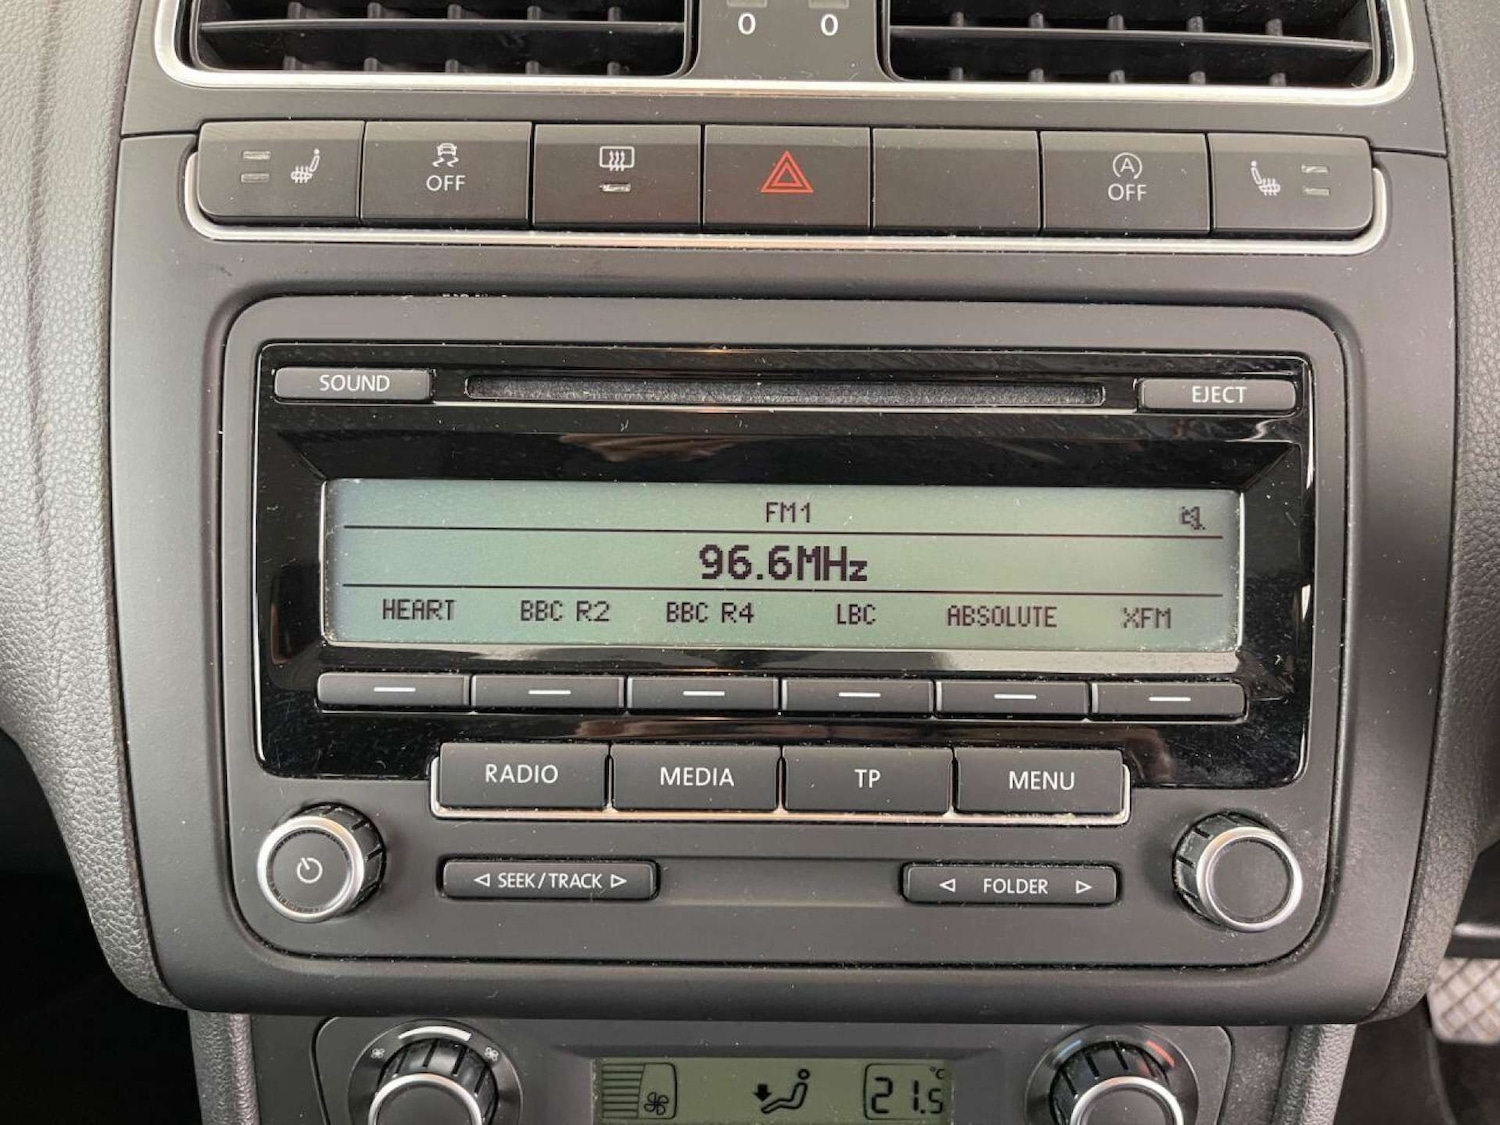 0 0
OFF
OFF
SOUND
EJECT
FM1
96.6MHz
HEART BBC R2 BBC R4 LBC ABSOLUTE XFM
RADIO MEDIA TP MENU
SEEK/TRACK FOLDER
21.5 °C